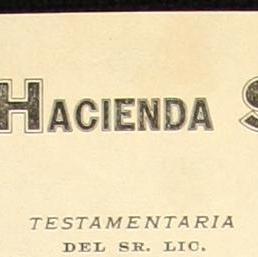 HACIENDA S
TESTAMENTARIA
DEL SR. LIC.